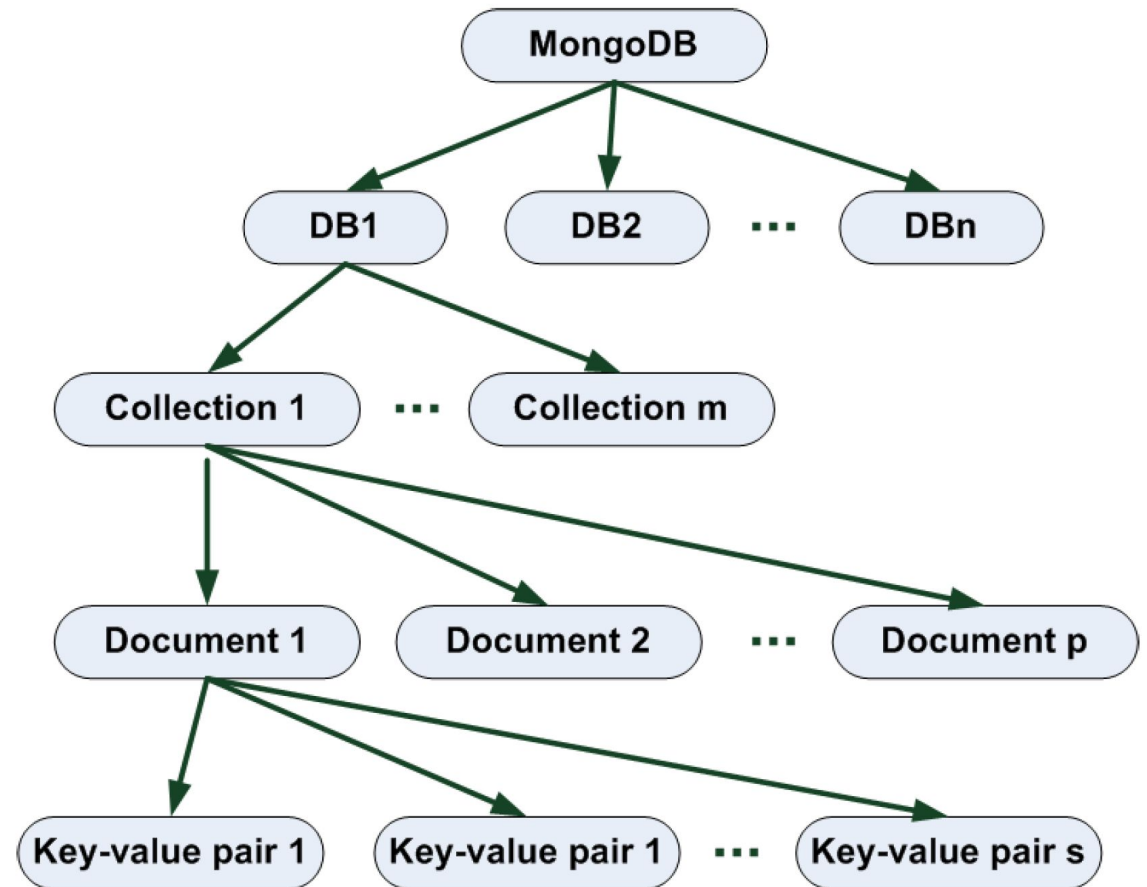 MongoDB
DB1 DB2 ... DBn
Collection 1 ... Collection m
Document 1 Document 2 ... Document p
Key-value pair 1 Key-value pair 1 ... Key-value pair s